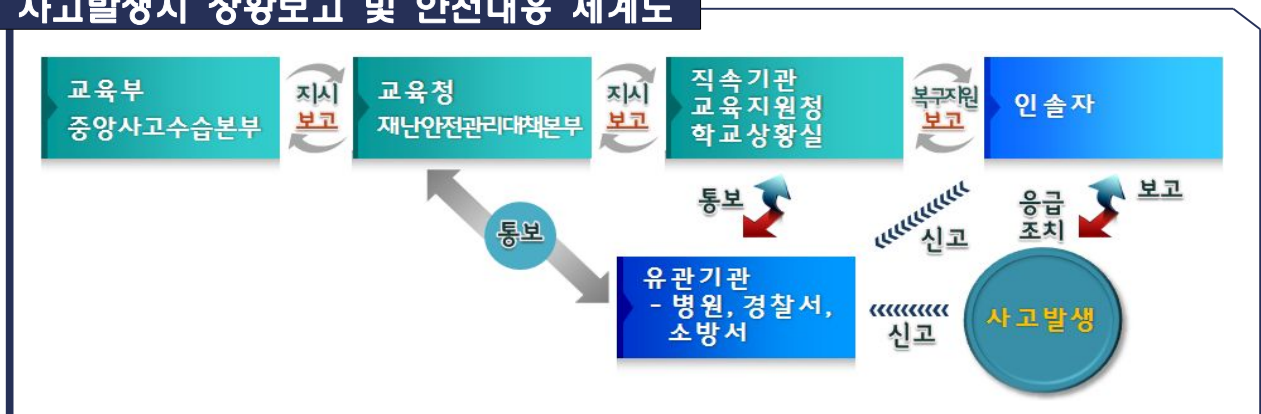 사고발생시 상황보고 및 안전대응 체계도
교육부
중앙사고수습본부
지시
보고
교육청
재난안전관리대책본부
지시
보고
직속기관
교육지원청
학교상황실
복구지원
보고
인솔자
통보
통보
신고
응급
조치
보고
유관기관
- 병원, 경찰서,
소방서
신고
사고발생